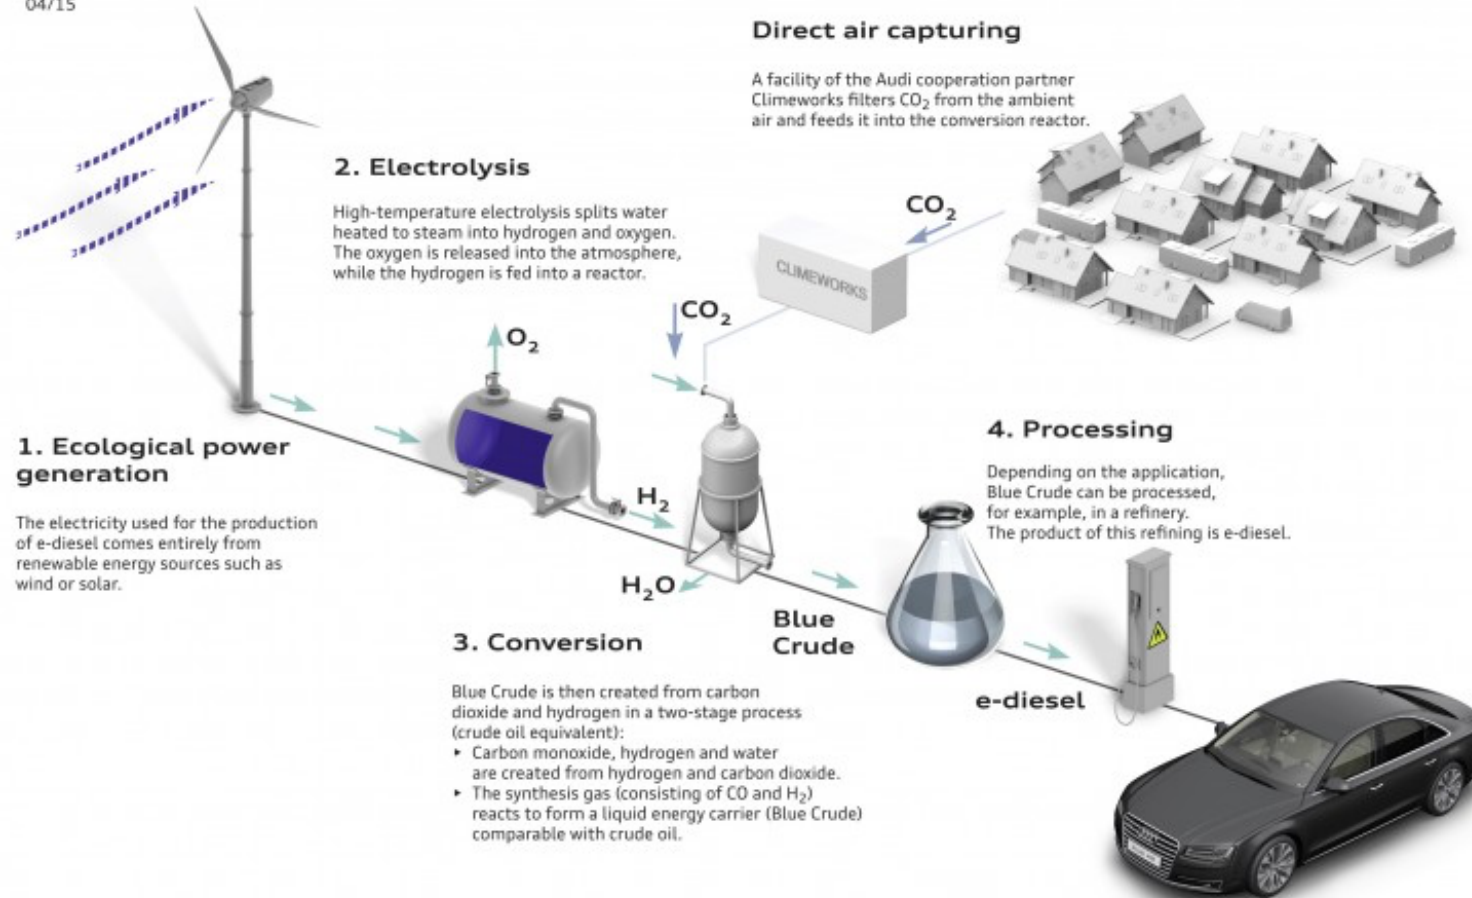 04/15
Direct air capturing
A facility of the Audi cooperation partner
Climeworks filters CO₂ from the ambient
air and feeds it into the conversion reactor.
2. Electrolysis
High-temperature electrolysis splits water
heated to steam into hydrogen and oxygen.
The oxygen is released into the atmosphere,
while the hydrogen is fed into a reactor.
CO₂
CLIMEWORKS
CO₂
O₂
1. Ecological power
generation
The electricity used for the production
of e-diesel comes entirely from
renewable energy sources such as
wind or solar.
H₂
H₂O
4. Processing
Depending on the application,
Blue Crude can be processed,
for example, in a refinery.
The product of this refining is e-diesel.
Blue
Crude
3. Conversion
Blue Crude is then created from carbon
dioxide and hydrogen in a two-stage process
(crude oil equivalent):
▸ Carbon monoxide, hydrogen and water
are created from hydrogen and carbon dioxide.
▸ The synthesis gas (consisting of CO and H₂)
reacts to form a liquid energy carrier (Blue Crude)
comparable with crude oil.
e-diesel